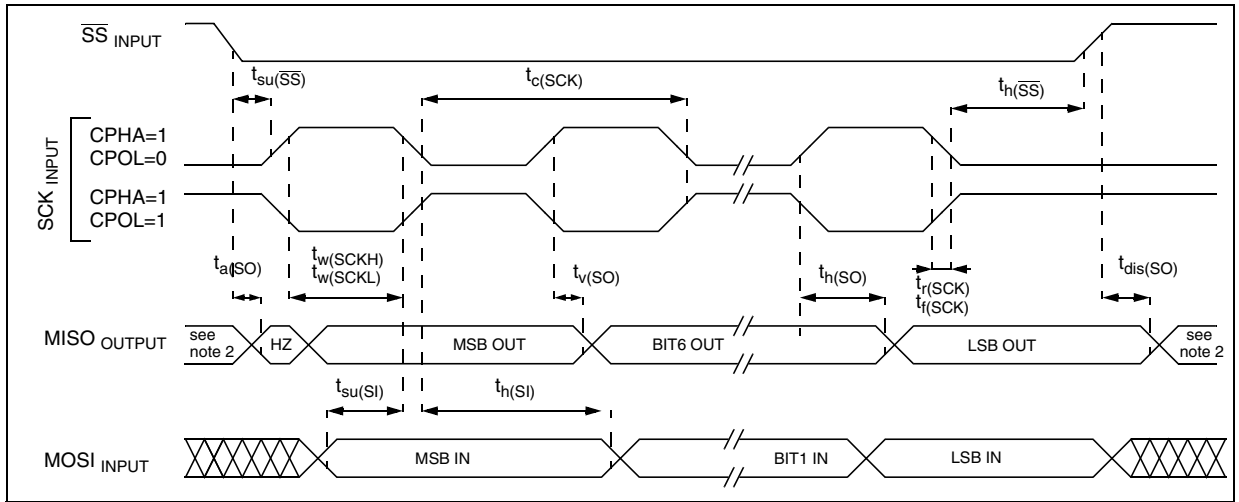 SS INPUT
tsu(SS)
tc(SCK)
th(SS)
SCK INPUT
CPHA=1
CPOL=0
CPHA=1
CPOL=1
ta(SO)
tw(SCKH)
tw(SCKL)
tv(SO)
th(SO)
tr(SCK)
tf(SCK)
tdis(SO)
MISO OUTPUT
see
note 2
HZ
MSB OUT
BIT6 OUT
LSB OUT
see
note 2
tsu(SI)
th(SI)
MOSI INPUT
MSB IN
BIT1 IN
LSB IN